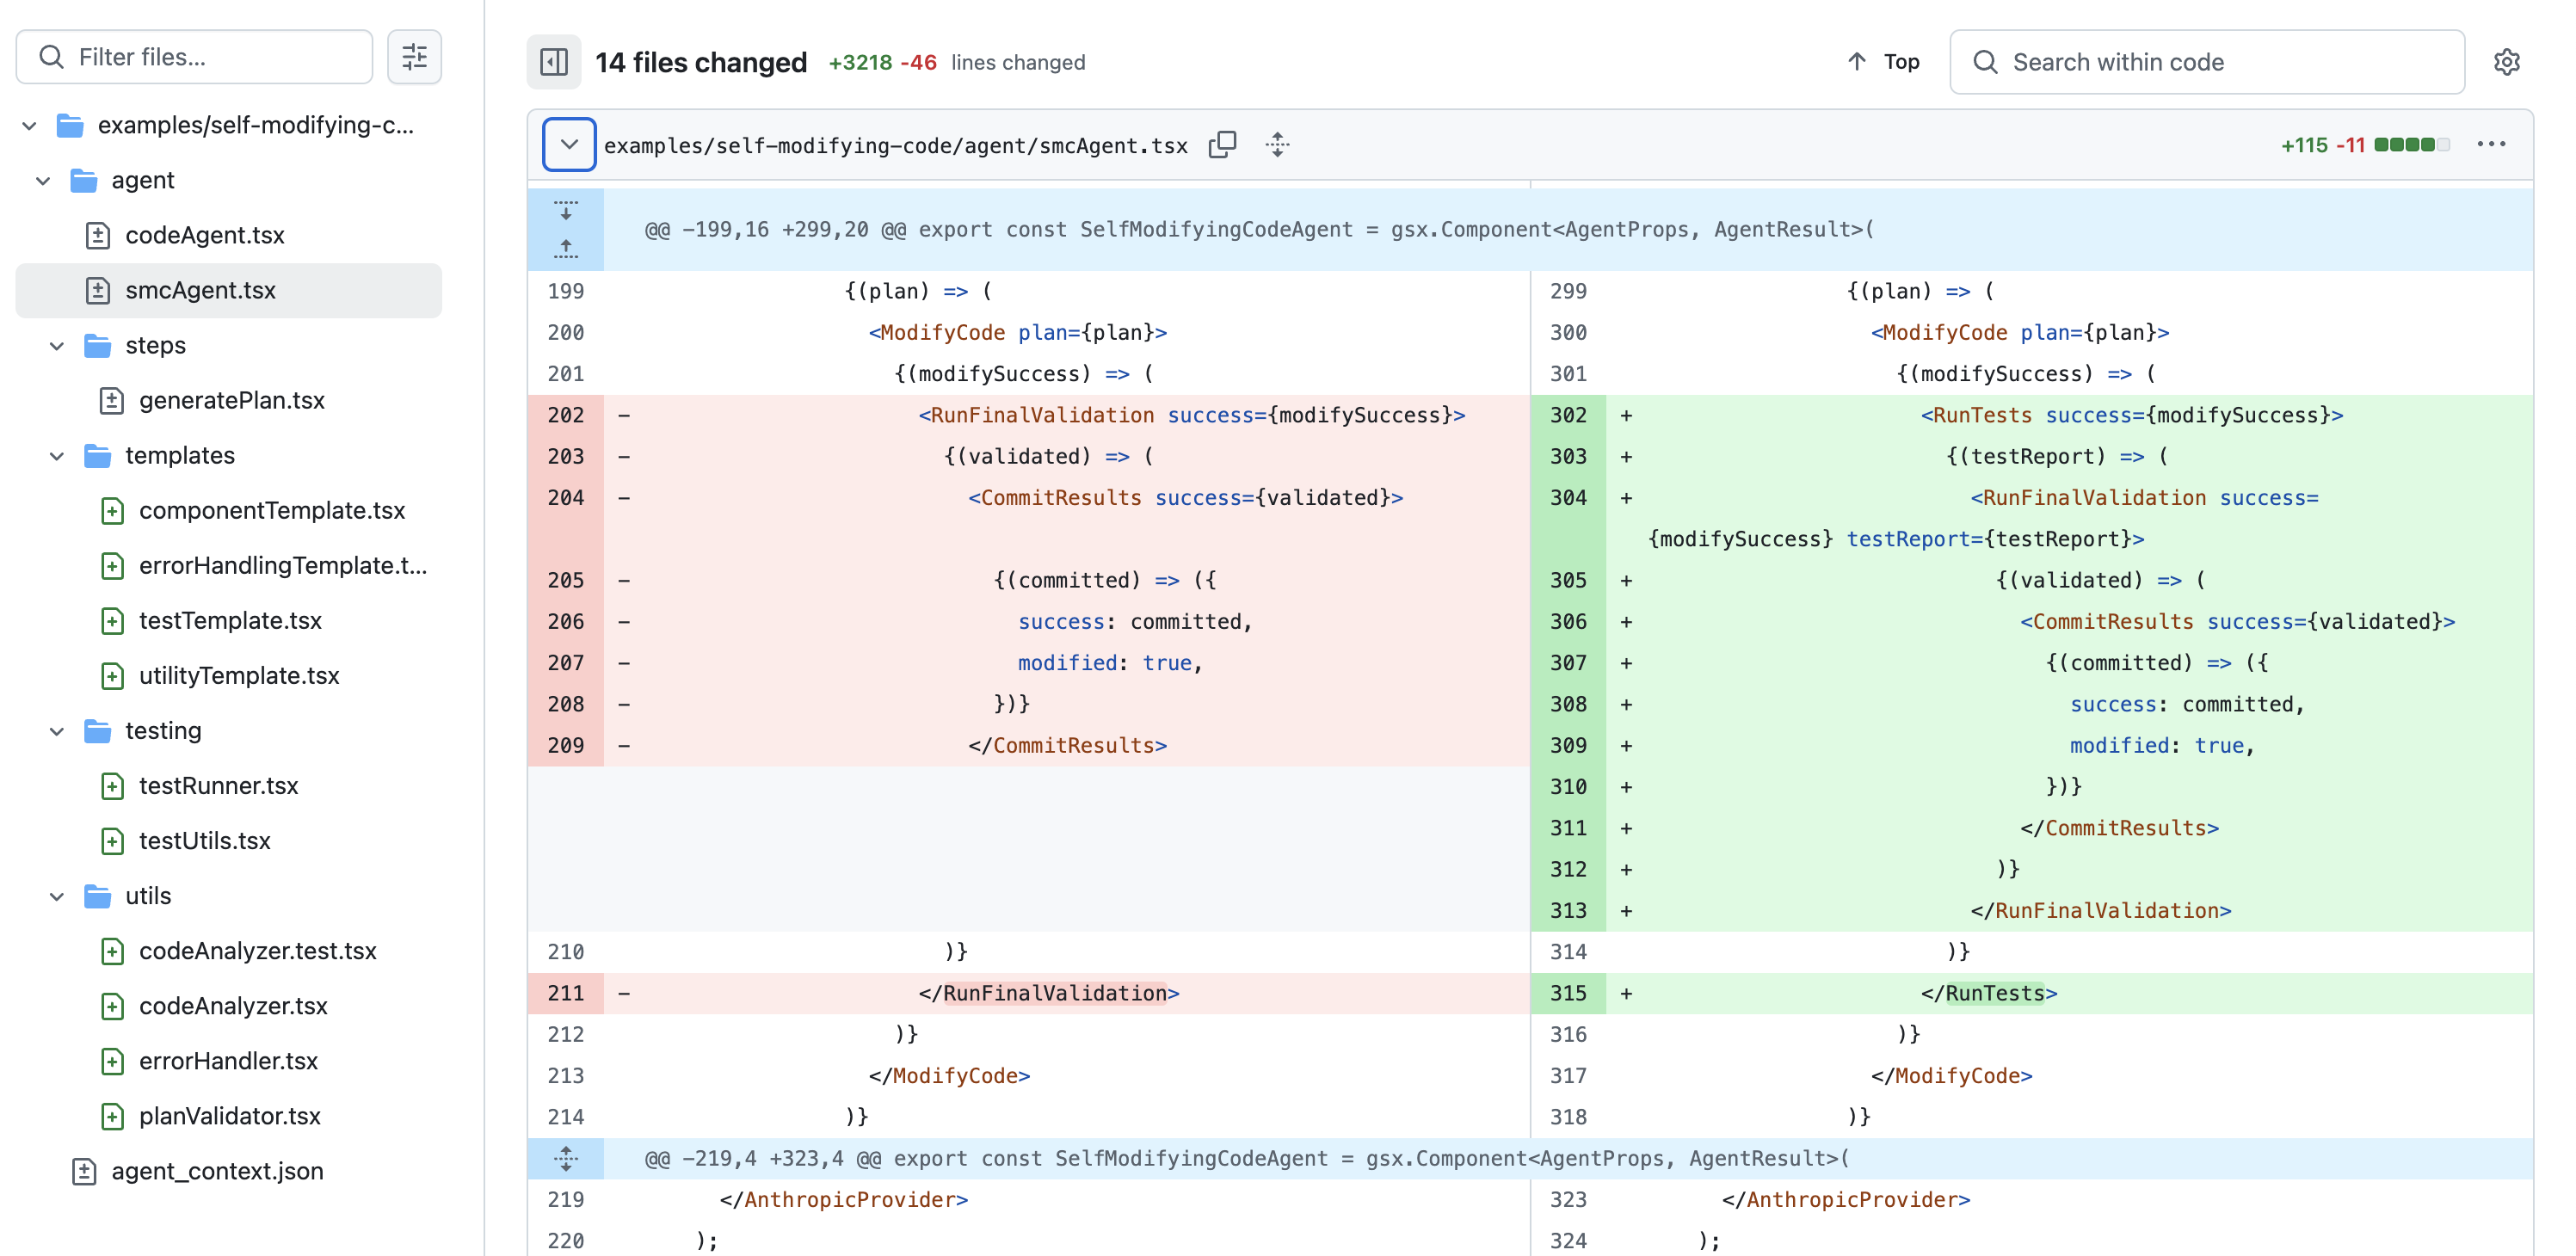 Filter files...
examples/self-modifying-c...
agent
codeAgent.tsx
smcAgent.tsx
steps
generatePlan.tsx
templates
componentTemplate.tsx
errorHandlingTemplate.t...
testTemplate.tsx
utilityTemplate.tsx
testing
testRunner.tsx
testUtils.tsx
utils
codeAnalyzer.test.tsx
codeAnalyzer.tsx
errorHandler.tsx
planValidator.tsx
agent_context.json
14 files changed +3218 -46 lines changed
Top
Search within code
examples/self-modifying-code/agent/smcAgent.tsx
+115 -11
@@ -199,16 +299,20 @@ export const SelfModifyingCodeAgent = gsx.Component<AgentProps, AgentResult>(
199 {(plan) => (
200 <ModifyCode plan={plan}>
201 {(modifySuccess) => (
202 - <RunFinalValidation success={modifySuccess}>
203 - {(validated) => (
204 - <CommitResults success={validated}>
205 - {(committed) => ({
206 - success: committed,
207 - modified: true,
208 - })}
209 - </CommitResults>
210 )}
211 - </RunFinalValidation>
212 )}
213 </ModifyCode>
214 )}
299 {(plan) => (
300 <ModifyCode plan={plan}>
301 {(modifySuccess) => (
302 + <RunTests success={modifySuccess}>
303 + {(testReport) => (
304 + <RunFinalValidation success=
{modifySuccess} testReport={testReport}>
305 + {(validated) => (
306 + <CommitResults success={validated}>
307 + {(committed) => ({
308 + success: committed,
309 + modified: true,
310 + })}
311 + </CommitResults>
312 + )}
313 + </RunFinalValidation>
314 )}
315 + </RunTests>
316 )}
317 </ModifyCode>
318 )}
@@ -219,4 +323,4 @@ export const SelfModifyingCodeAgent = gsx.Component<AgentProps, AgentResult>(
219 </AnthropicProvider>
220 );
323 </AnthropicProvider>
324 );